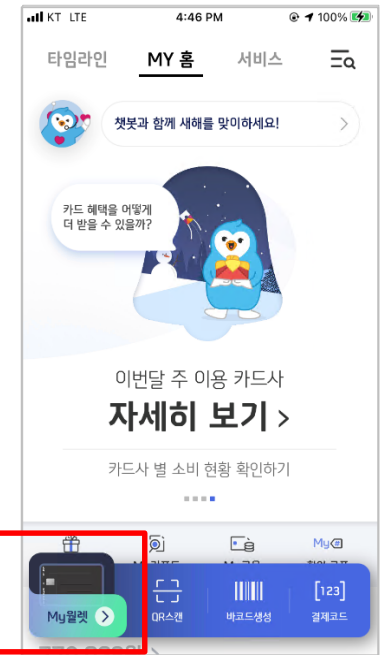 KT LTE
4:46 PM
100%
타임라인
MY 홈
서비스
챗봇과 함께 새해를 맞이하세요!
카드 혜택을 어떻게
더 받을 수 있을까?
이번달 주 이용 카드사
자세히 보기 >
카드사 별 소비 현황 확인하기
My
My월렛
QR스캔
바코드생성
[123]
결제코드